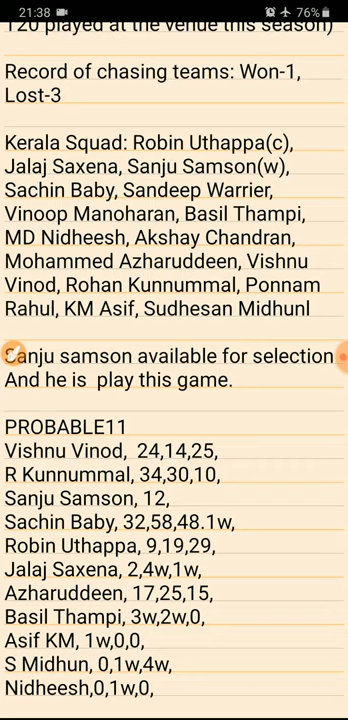 21:38
76%
T20 played at the venue this season)
Record of chasing teams: Won-1,
Lost-3
Kerala Squad: Robin Uthappa(c),
Jalaj Saxena, Sanju Samson(w),
Sachin Baby, Sandeep Warrier,
Vinoop Manoharan, Basil Thampi,
MD Nidheesh, Akshay Chandran,
Mohammed Azharuddeen, Vishnu
Vinod, Rohan Kunnummal, Ponnam
Rahul, KM Asif, Sudhesan Midhunl
Sanju samson available for selection
And he is play this game.
PROBABLE11
Vishnu Vinod, 24,14,25,
R Kunnummal, 34,30,10,
Sanju Samson, 12,
Sachin Baby, 32,58,48.1w,
Robin Uthappa, 9,19,29,
Jalaj Saxena, 2,4w,1w,
Azharuddeen, 17,25,15,
Basil Thampi, 3w,2w,0,
Asif KM, 1w,0,0,
S Midhun, 0,1w,4w,
Nidheesh,0,1w,0,